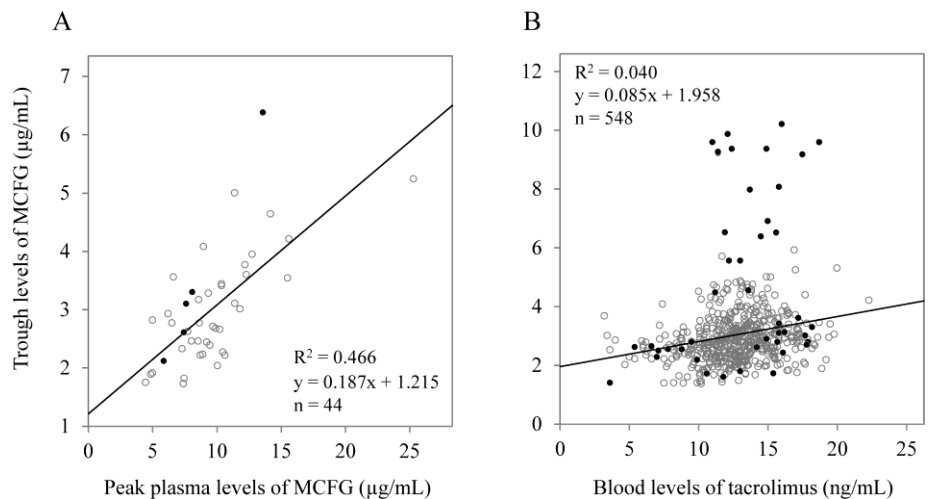 A
Trough levels of MCFG (µg/mL)
7
6
5
4
3
2
1
R² = 0.466
y = 0.187x + 1.215
n = 44
0 5 10 15 20 25
Peak plasma levels of MCFG (µg/mL)
B
12
10
8
6
4
2
0
R² = 0.040
y = 0.085x + 1.958
n = 548
0 5 10 15 20 25
Blood levels of tacrolimus (ng/mL)